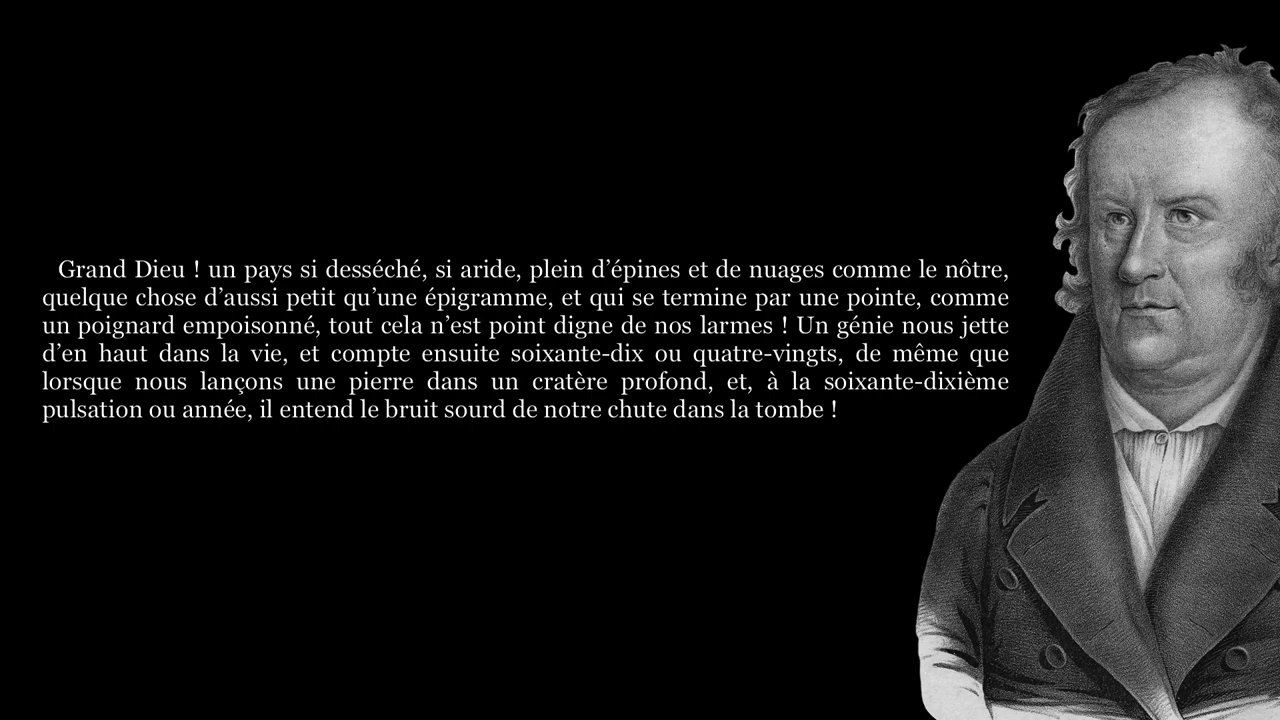 Grand Dieu ! un pays si desséché, si aride, plein d’épines et de nuages comme le nôtre,
quelque chose d’aussi petit qu’une épigramme, et qui se termine par une pointe, comme
un poignard empoisonné, tout cela n’est point digne de nos larmes ! Un génie nous jette
d’en haut dans la vie, et compte ensuite soixante-dix ou quatre-vingts, de même que
lorsque nous lançons une pierre dans un cratère profond, et, à la soixante-dixième
pulsation ou année, il entend le bruit sourd de notre chute dans la tombe !